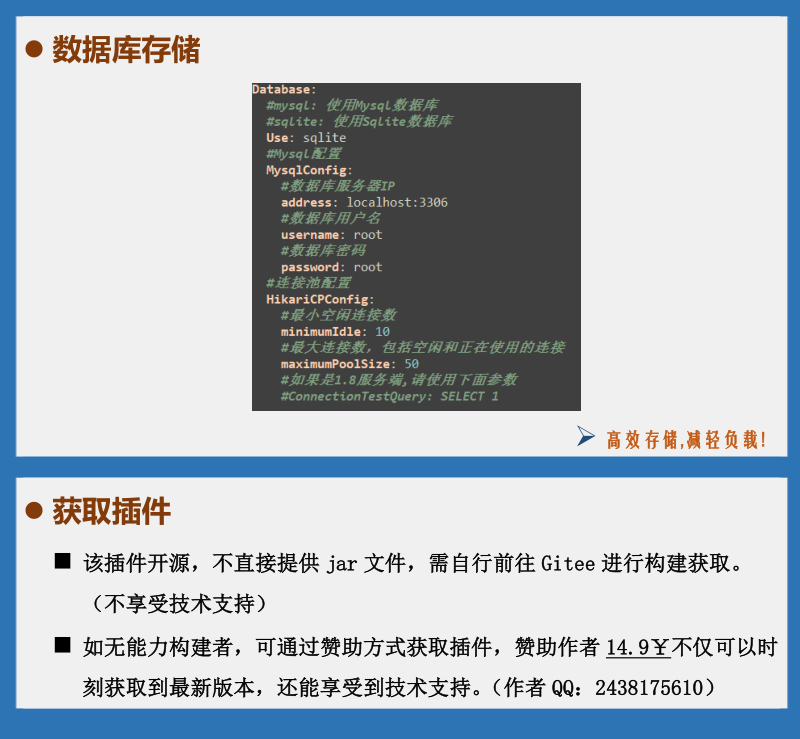 数据库存储
Database:
#mysql: 使用Mysql数据库
#sqlite: 使用Sqlite数据库
Use: sqlite
#Mysql配置
MysqlConfig:
#数据库服务器IP
address: localhost:3306
#数据库用户名
username: root
#数据库密码
password: root
#连接池配置
HikariCPConfig:
#最小空闲连接数
minimumIdle: 10
#最大连接数，包括空闲和正在使用的连接
maximumPoolSize: 50
#如果是1.8服务端,请使用下面参数
#ConnectionTestQuery: SELECT 1
高效存储,减轻负载!
获取插件
该插件开源，不直接提供 jar 文件，需自行前往 Gitee 进行构建获取。
（不享受技术支持）
如无能力构建者，可通过赞助方式获取插件，赞助作者 14.9￥不仅可以时
刻获取到最新版本，还能享受到技术支持。（作者 QQ：2438175610）